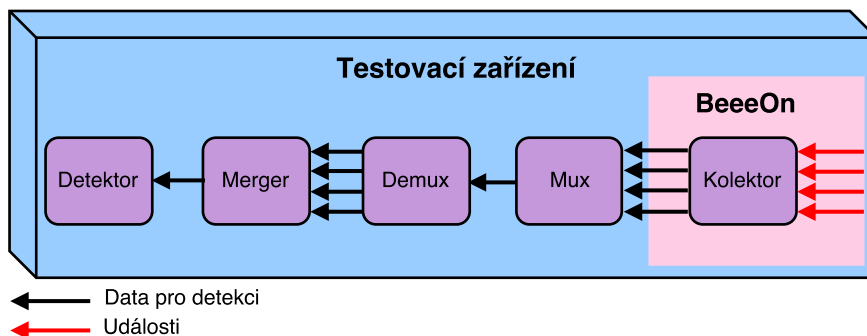 Testovací zařízení
BeeeOn
Detektor
Merger
Demux
Mux
Kolektor
Data pro detekci
Události